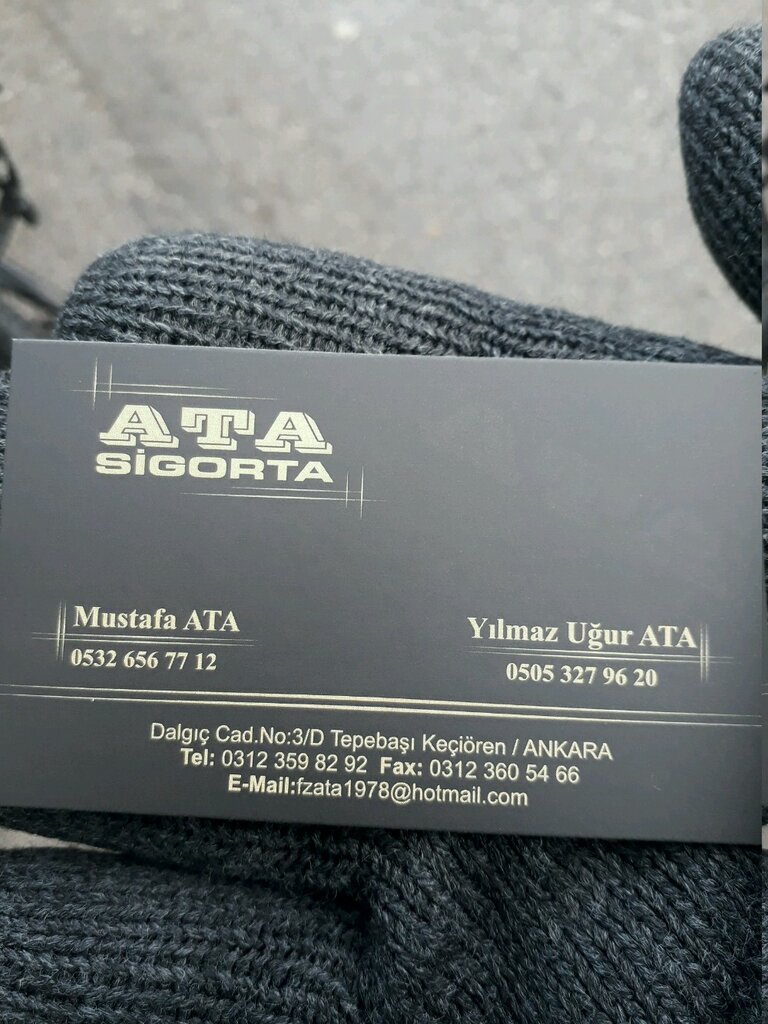 ATA
SİGORTA
Mustafa ATA
0532 656 77 12
Yılmaz Uğur ATA
0505 327 96 20
Dalgıç Cad.No:3/D Tepebaşı Keçiören / ANKARA
Tel: 0312 359 82 92 Fax: 0312 360 54 66
E-Mail:fzata1978@hotmail.com